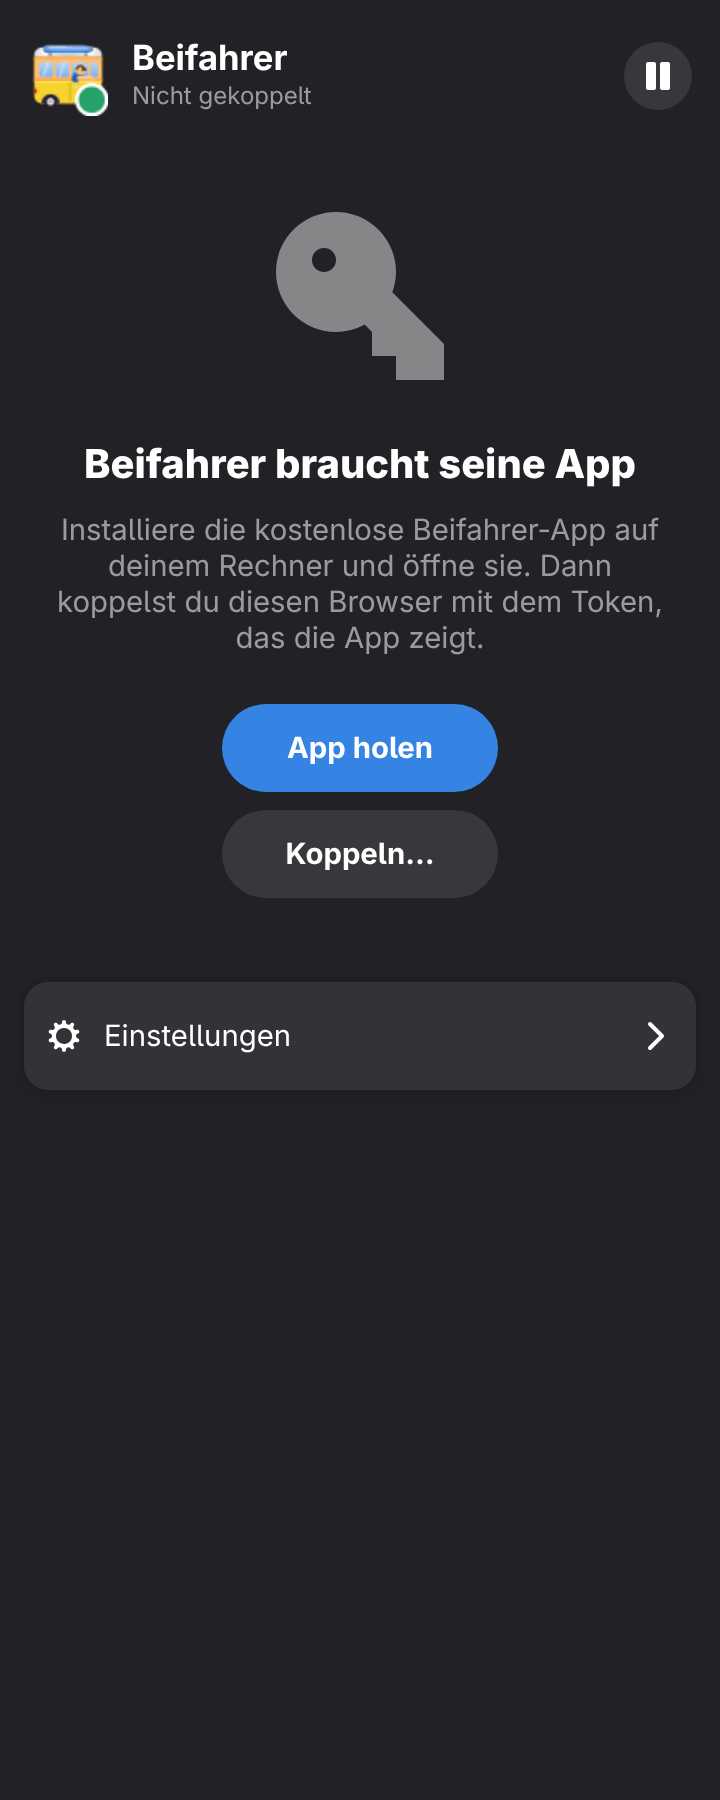 Beifahrer
Nicht gekoppelt
Beifahrer braucht seine App
Installiere die kostenlose Beifahrer-App auf
deinem Rechner und öffne sie. Dann
koppelst du diesen Browser mit dem Token,
das die App zeigt.
App holen
Koppeln…
Einstellungen